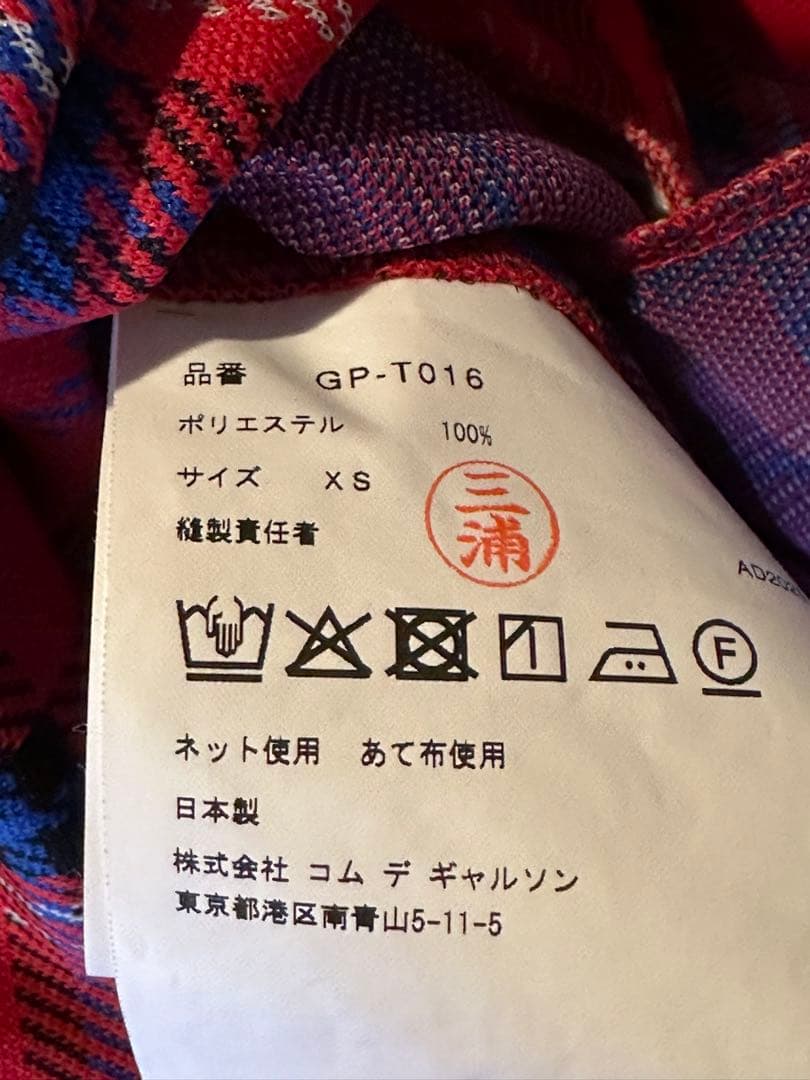 品番 GP-T016
ポリエステル 100%
サイズ XS
縫製責任者
三浦
F
ネット使用 あて布使用
日本製
株式会社 コム デ ギャルソン
東京都港区南青山5-11-5